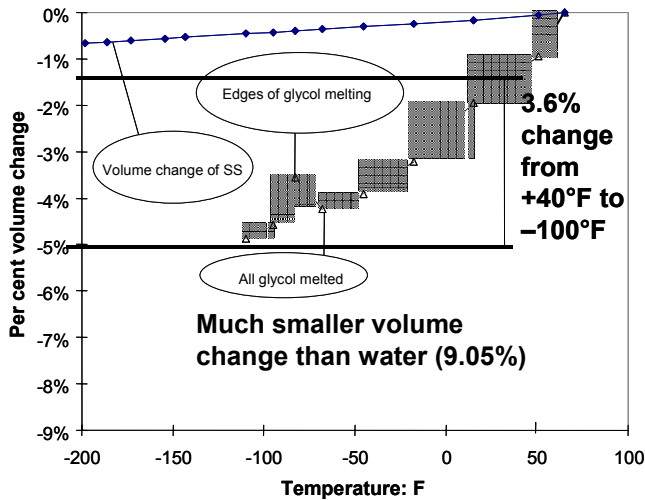 0%
-1%
-2%
-3%
-4%
-5%
-6%
-7%
-8%
-9%
Per cent volume change
Edges of glycol melting
Volume change of SS
All glycol melted
3.6%
change
from
+40°F to
–100°F
Much smaller volume
change than water (9.05%)
-200 -150 -100 -50 0 50 100
Temperature: F